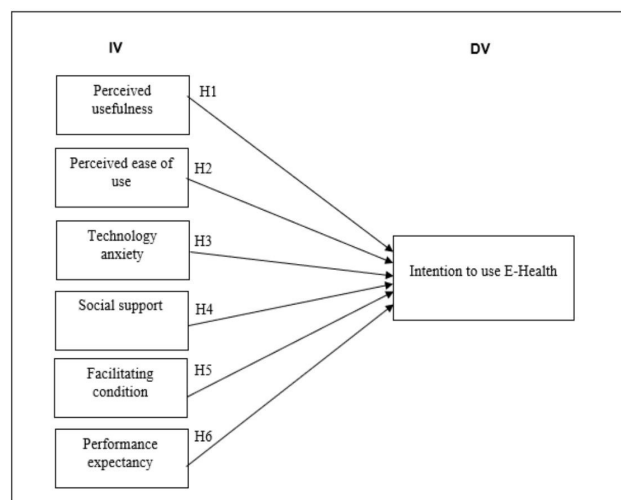 IV
DV
Perceived
usefulness
H1
Perceived ease of
use
H2
Technology
anxiety
H3
Intention to use E-Health
Social support
H4
Facilitating
condition
H5
Performance
expectancy
H6